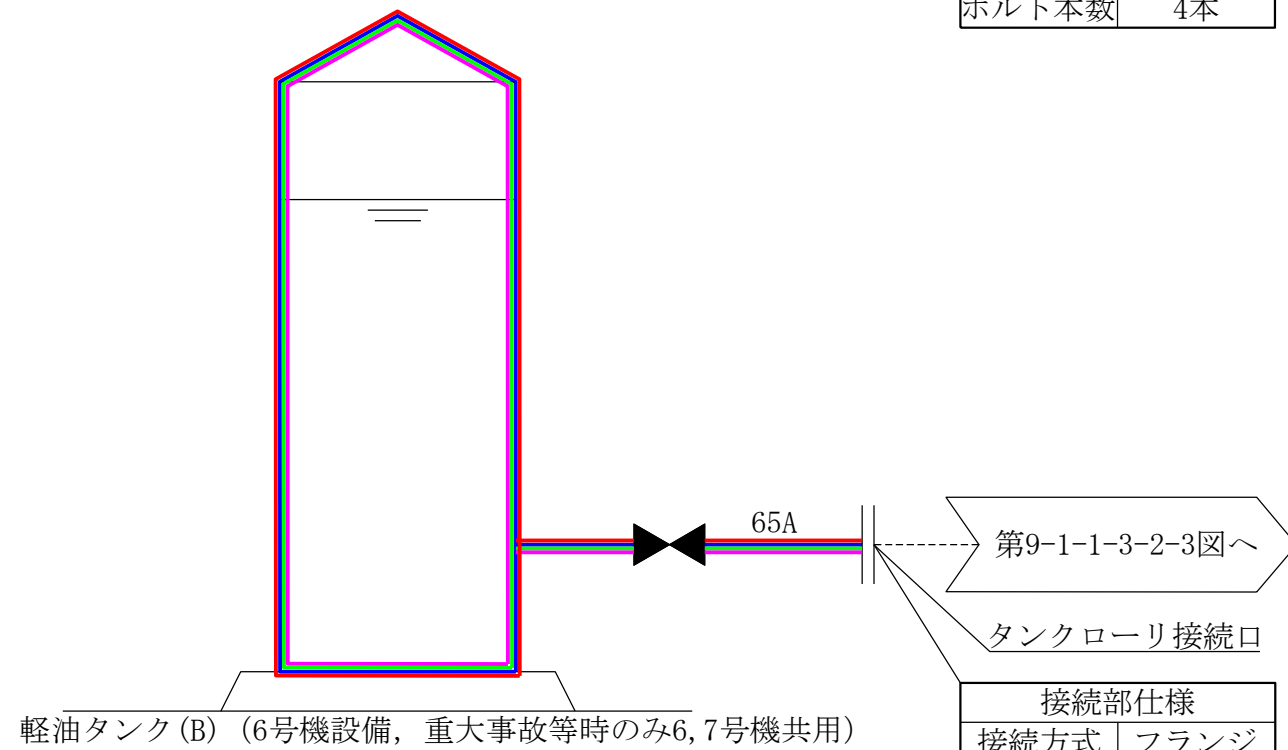 ボルト本数 4本
65A
第9-1-1-3-2-3図へ
タンクローリ接続口
接続部仕様
接続方式 フランジ
軽油タンク(B) (6号機設備, 重大事故等時のみ6,7号機共用)